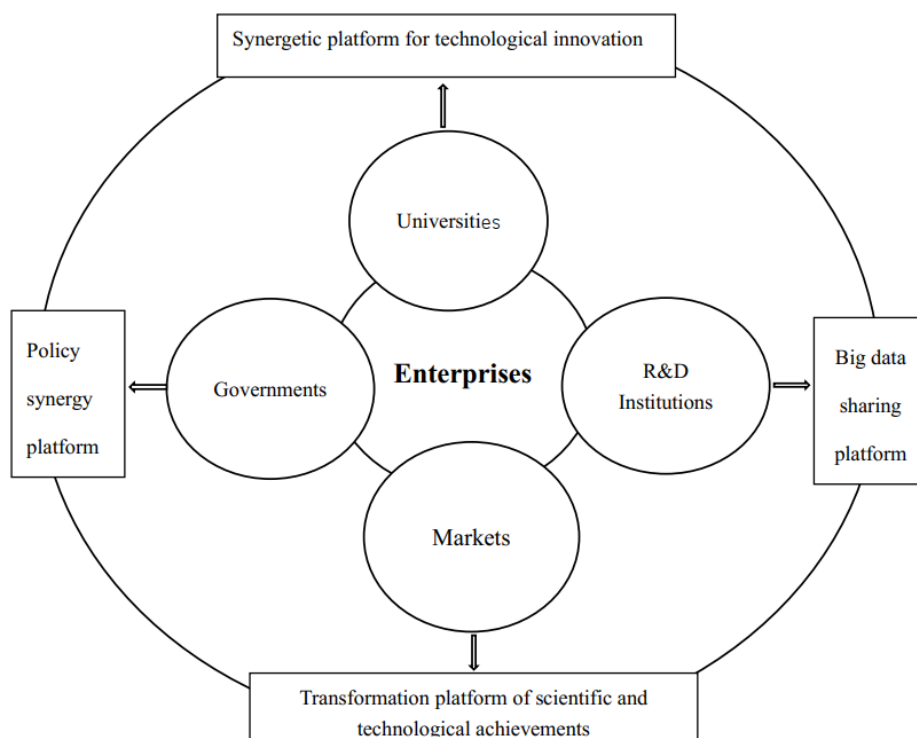 Synergetic platform for technological innovation
Universities
Policy
synergy
platform
Governments
Enterprises
R&D
Institutions
Big data
sharing
platform
Markets
Transformation platform of scientific and
technological achievements